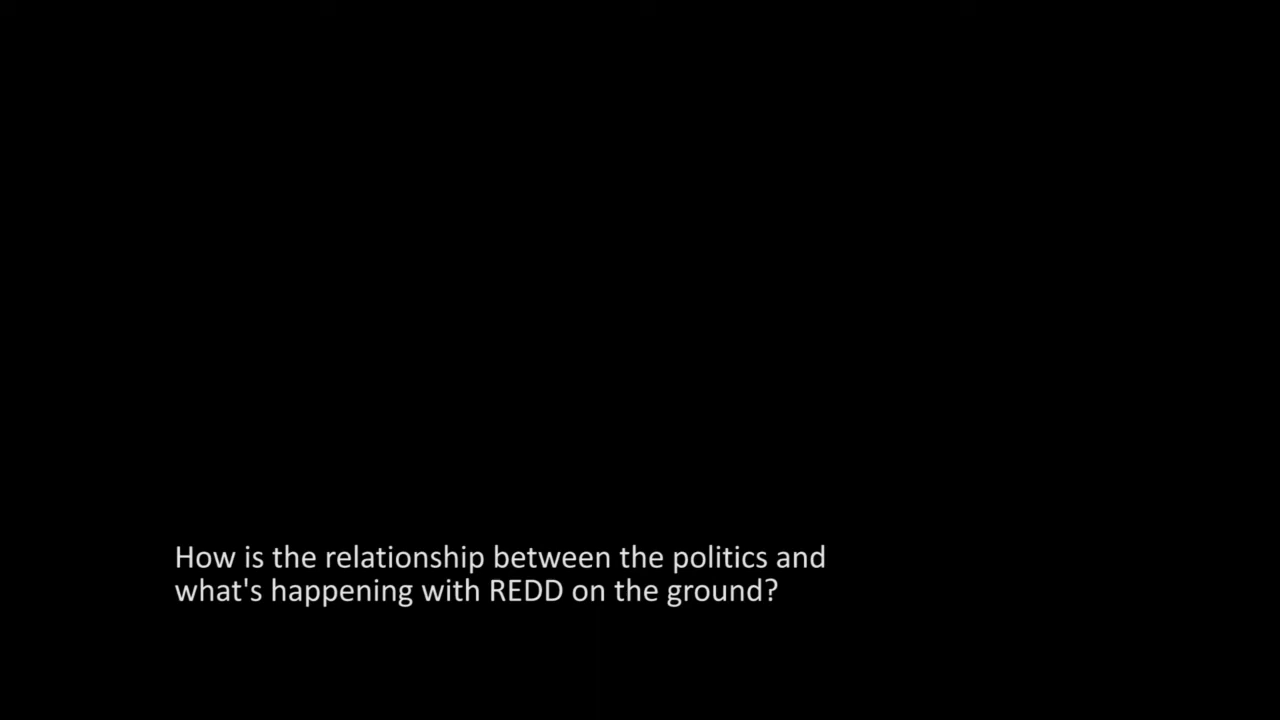 How is the relationship between the politics and
what's happening with REDD on the ground?